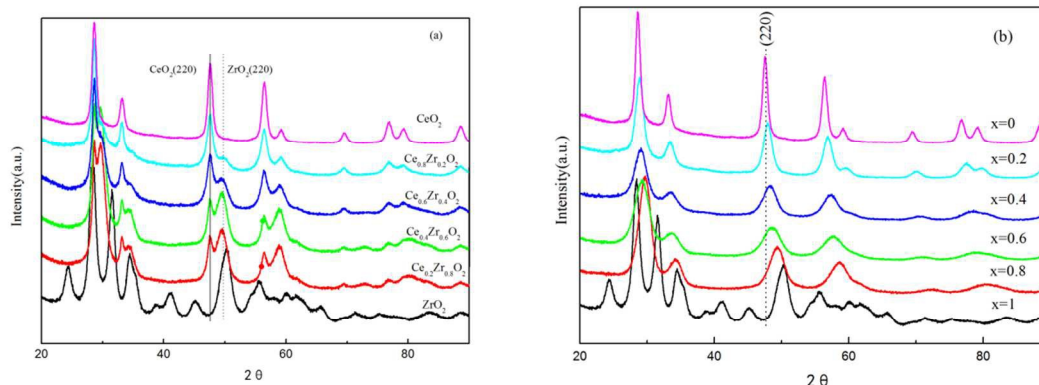 (a)
CeO2(220)
ZrO2(220)
CeO2
Ce0.8Zr0.2O2
Ce0.6Zr0.4O2
Ce0.4Zr0.6O2
Ce0.2Zr0.8O2
ZrO2
Intensity(a.u.)
20 40 60 80
2 θ
(b)
(220)
x=0
x=0.2
x=0.4
x=0.6
x=0.8
x=1
Intensity(a.u.)
20 40 60 80
2 θ